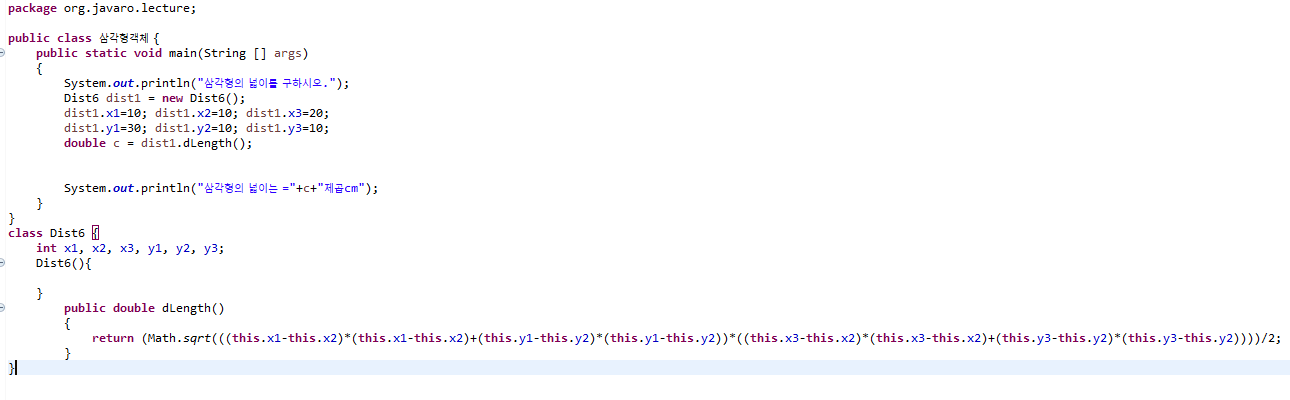 package org.javaro.lecture;
public class 삼각형객체 {
public static void main(String [] args)
{
System.out.println("삼각형의 넓이를 구하시오.");
Dist6 dist1 = new Dist6();
dist1.x1=10; dist1.x2=10; dist1.x3=20;
dist1.y1=30; dist1.y2=10; dist1.y3=10;
double c = dist1.dLength();
System.out.println("삼각형의 넓이는 ="+c+"제곱cm");
}
}
class Dist6 {
int x1, x2, x3, y1, y2, y3;
Dist6(){
}
public double dLength()
{
return (Math.sqrt(((this.x1-this.x2)*(this.x1-this.x2)+(this.y1-this.y2)*(this.y1-this.y2))*((this.x3-this.x2)*(this.x3-this.x2)+(this.y3-this.y2)*(this.y3-this.y2))))/2;
}
}